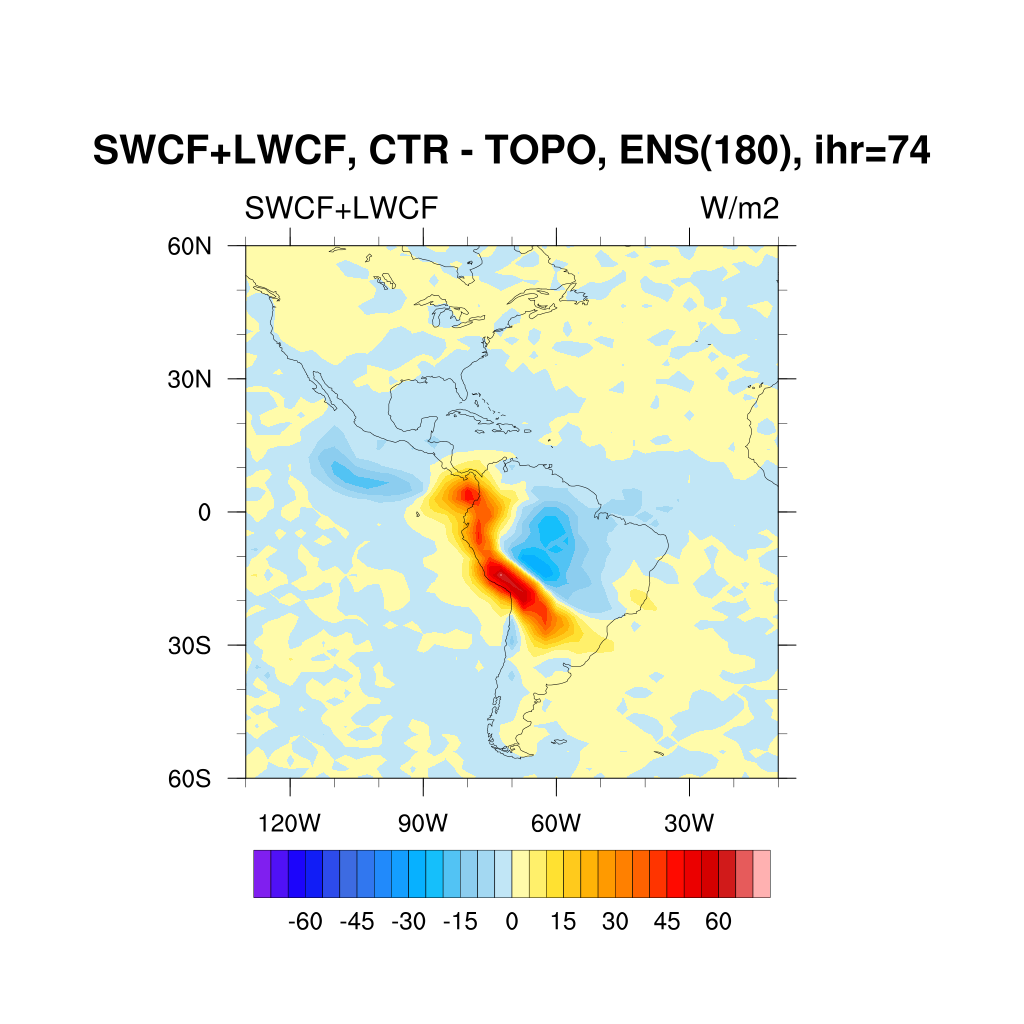 SWCF+LWCF, CTR - TOPO, ENS(180), ihr=74
SWCF+LWCF W/m2
60N
30N
0
30S
60S
120W 90W 60W 30W
-60 -45 -30 -15 0 15 30 45 60